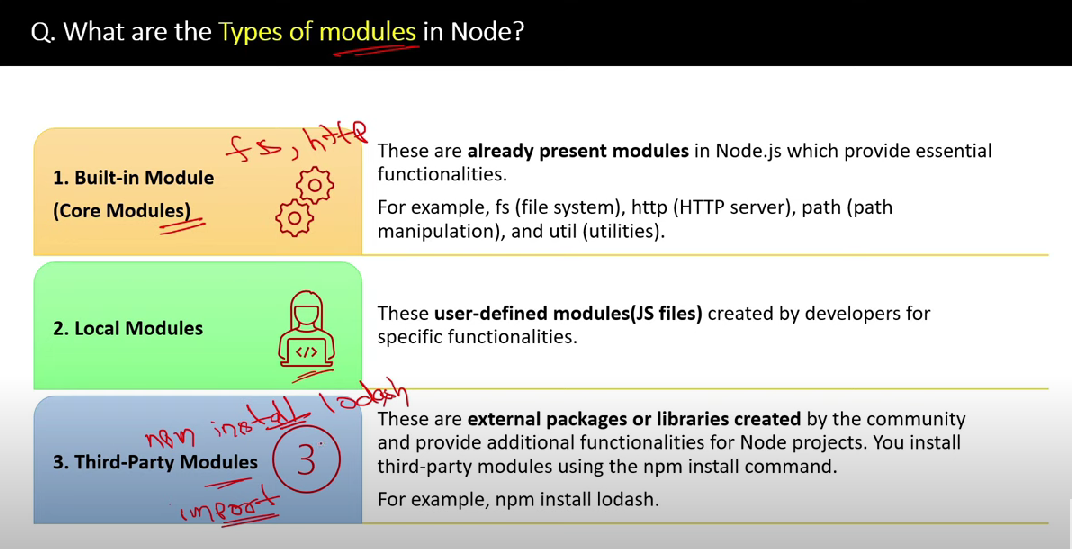 Q. What are the Types of modules in Node?
fs, http
1. Built-in Module
(Core Modules)
These are already present modules in Node.js which provide essential
functionalities.
For example, fs (file system), http (HTTP server), path (path
manipulation), and util (utilities).
2. Local Modules
</>
These user-defined modules(JS files) created by developers for
specific functionalities.
npm install lodash
3. Third-Party Modules
3
import
These are external packages or libraries created by the community
and provide additional functionalities for Node projects. You install
third-party modules using the npm install command.
For example, npm install lodash.